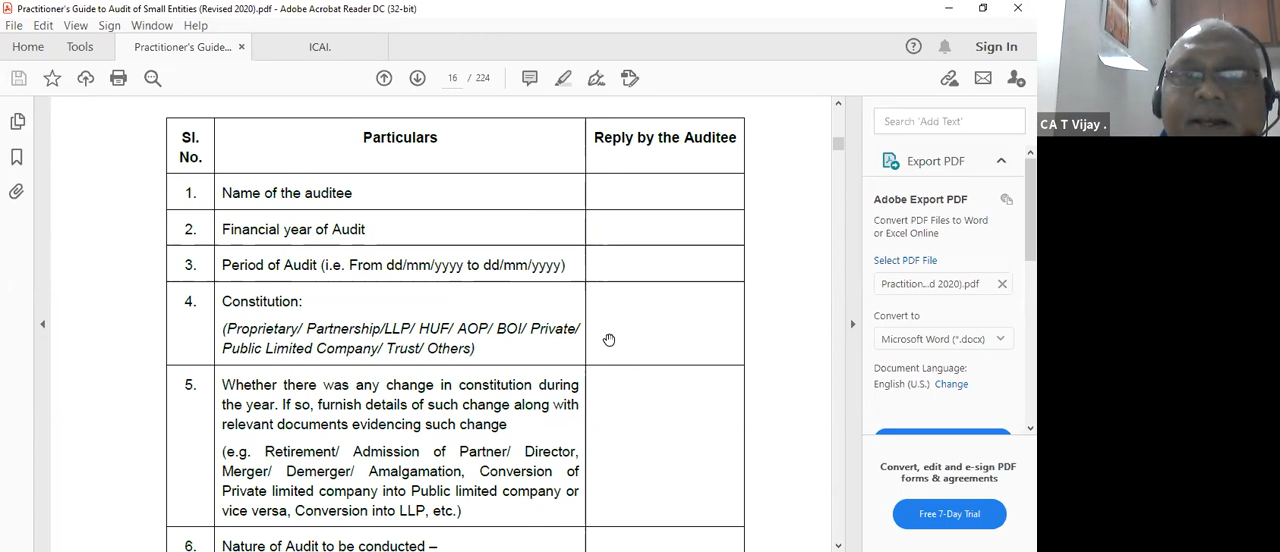 Practitioner's Guide to Audit of Small Entities (Revised 2020).pdf - Adobe Acrobat Reader DC (32-bit)
File Edit View Sign Window Help
Home Tools Practitioner's Guide... × ICAI. Sign In
16 / 224
CA T Vijay .
Sl. No. Particulars Reply by the Auditee
1. Name of the auditee
2. Financial year of Audit
3. Period of Audit (i.e. From dd/mm/yyyy to dd/mm/yyyy)
4. Constitution:
(Proprietary/ Partnership/LLP/ HUF/ AOP/ BOI/ Private/
Public Limited Company/ Trust/ Others)
5. Whether there was any change in constitution during
the year. If so, furnish details of such change along with
relevant documents evidencing such change
(e.g. Retirement/ Admission of Partner/ Director,
Merger/ Demerger/ Amalgamation, Conversion of
Private limited company into Public limited company or
vice versa, Conversion into LLP, etc.)
6. Nature of Audit to be conducted –
Search 'Add Text'
Export PDF
Adobe Export PDF
Convert PDF Files to Word
or Excel Online
Select PDF File
Practition...d 2020).pdf ×
Convert to
Microsoft Word (*.docx)
Document Language:
English (U.S.) Change
Convert, edit and e-sign PDF
forms & agreements
Free 7-Day Trial